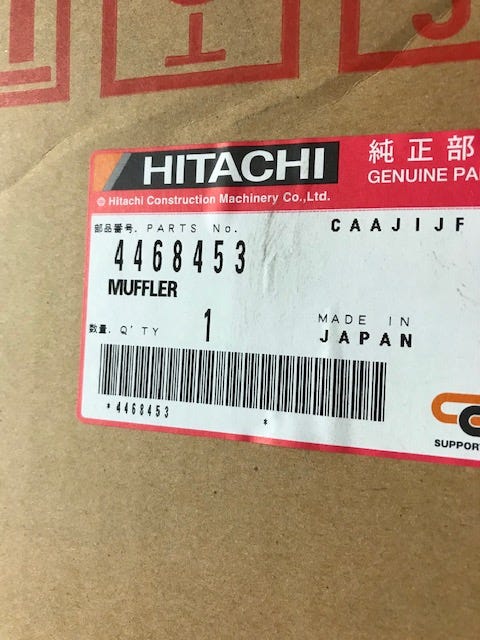 HITACHI
純正部
GENUINE PA
© Hitachi Construction Machinery Co.,Ltd.
部品番号. PARTS No.
CAAJIJF
4468453
MUFFLER
数量. Q'TY 1
MADE IN
JAPAN
*4468453 *
SUPPORT